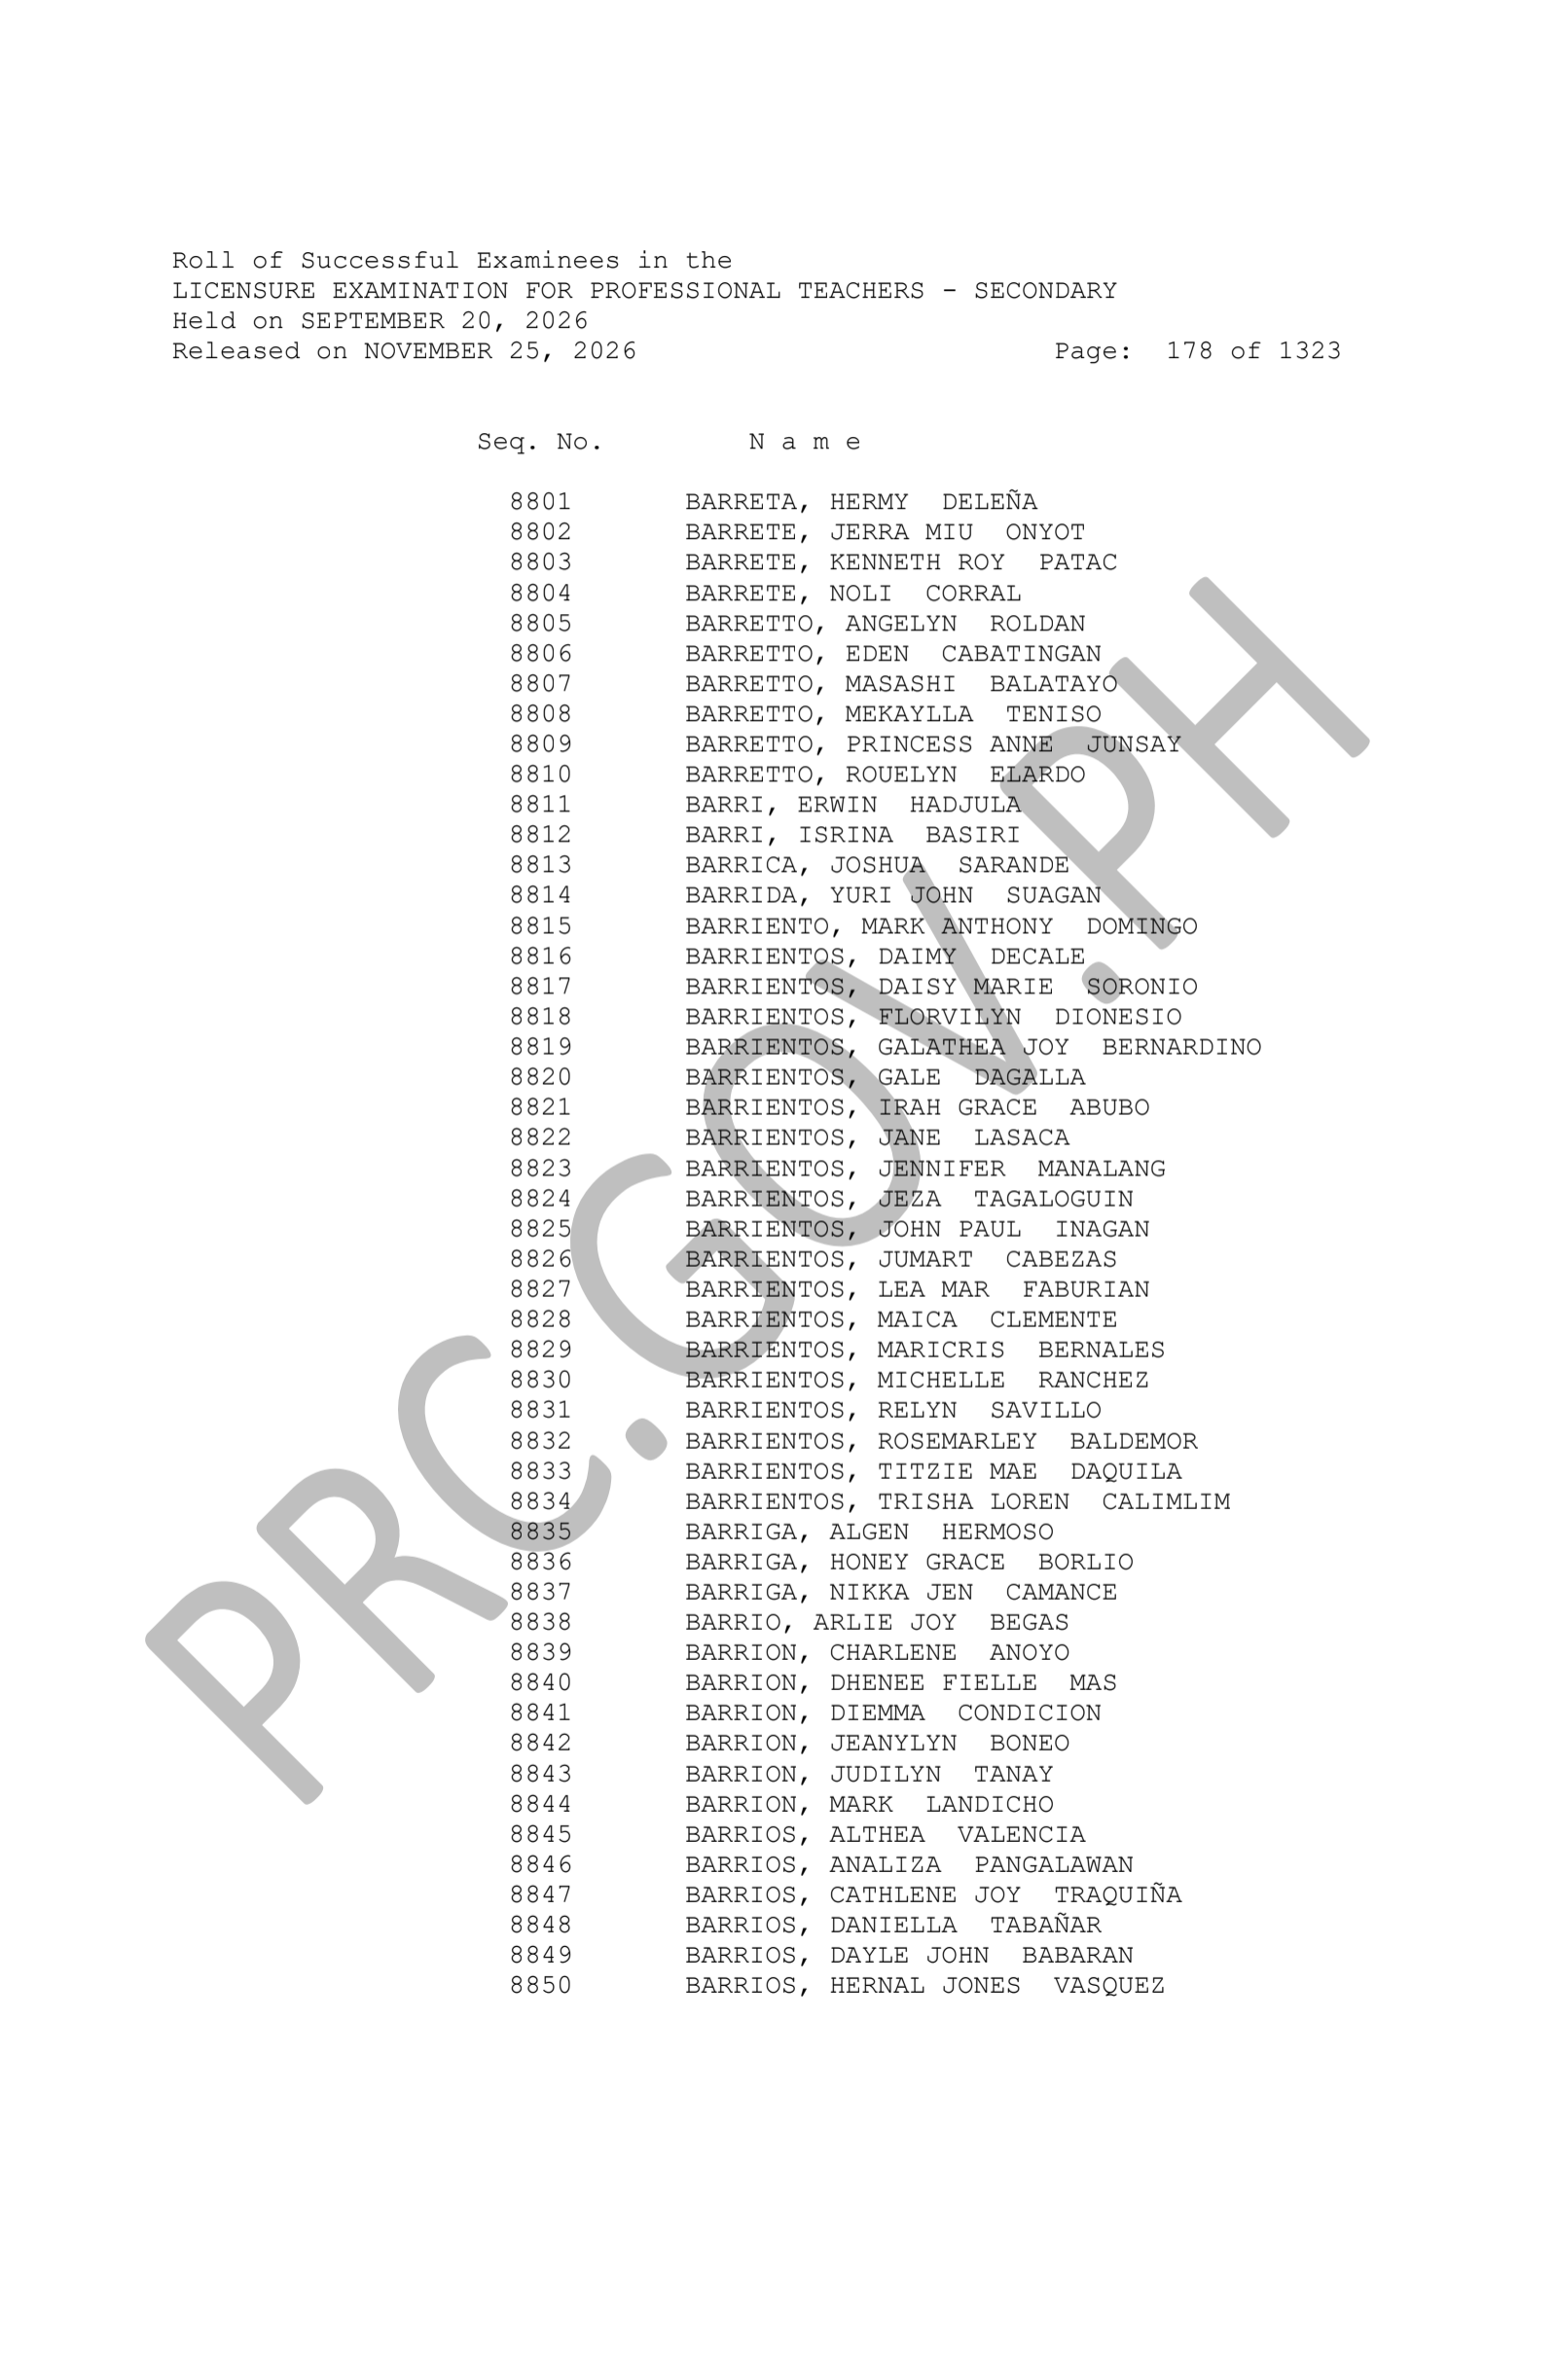 Roll of Successful Examinees in the
LICENSURE EXAMINATION FOR PROFESSIONAL TEACHERS - SECONDARY
Held on SEPTEMBER 20, 2026
Released on NOVEMBER 25, 2026 Page: 178 of 1323
Seq. No. N a m e
8801 BARRETA, HERMY DELEÑA
8802 BARRETE, JERRA MIU ONYOT
8803 BARRETE, KENNETH ROY PATAC
8804 BARRETE, NOLI CORRAL
8805 BARRETTO, ANGELYN ROLDAN
8806 BARRETTO, EDEN CABATINGAN
8807 BARRETTO, MASASHI BALATAYO
8808 BARRETTO, MEKAYLLA TENISO
8809 BARRETTO, PRINCESS ANNE JUNSAY
8810 BARRETTO, ROUELYN ELARDO
8811 BARRI, ERWIN HADJULA
8812 BARRI, ISRINA BASIRI
8813 BARRICA, JOSHUA SARANDE
8814 BARRIDA, YURI JOHN SUAGAN
8815 BARRIENTO, MARK ANTHONY DOMINGO
8816 BARRIENTOS, DAIMY DECALE
8817 BARRIENTOS, DAISY MARIE SORONIO
8818 BARRIENTOS, FLORVILYN DIONESIO
8819 BARRIENTOS, GALATHEA JOY BERNARDINO
8820 BARRIENTOS, GALE DAGALLA
8821 BARRIENTOS, IRAH GRACE ABUBO
8822 BARRIENTOS, JANE LASACA
8823 BARRIENTOS, JENNIFER MANALANG
8824 BARRIENTOS, JEZA TAGALOGUIN
8825 BARRIENTOS, JOHN PAUL INAGAN
8826 BARRIENTOS, JUMART CABEZAS
8827 BARRIENTOS, LEA MAR FABURIAN
8828 BARRIENTOS, MAICA CLEMENTE
8829 BARRIENTOS, MARICRIS BERNALES
8830 BARRIENTOS, MICHELLE RANCHEZ
8831 BARRIENTOS, RELYN SAVILLO
8832 BARRIENTOS, ROSEMARLEY BALDEMOR
8833 BARRIENTOS, TITZIE MAE DAQUILA
8834 BARRIENTOS, TRISHA LOREN CALIMLIM
8835 BARRIGA, ALGEN HERMOSO
8836 BARRIGA, HONEY GRACE BORLIO
8837 BARRIGA, NIKKA JEN CAMANCE
8838 BARRIO, ARLIE JOY BEGAS
8839 BARRION, CHARLENE ANOYO
8840 BARRION, DHENEE FIELLE MAS
8841 BARRION, DIEMMA CONDICION
8842 BARRION, JEANYLYN BONEO
8843 BARRION, JUDILYN TANAY
8844 BARRION, MARK LANDICHO
8845 BARRIOS, ALTHEA VALENCIA
8846 BARRIOS, ANALIZA PANGALAWAN
8847 BARRIOS, CATHLENE JOY TRAQUIÑA
8848 BARRIOS, DANIELLA TABAÑAR
8849 BARRIOS, DAYLE JOHN BABARAN
8850 BARRIOS, HERNAL JONES VASQUEZ
PRC.GOV.PH